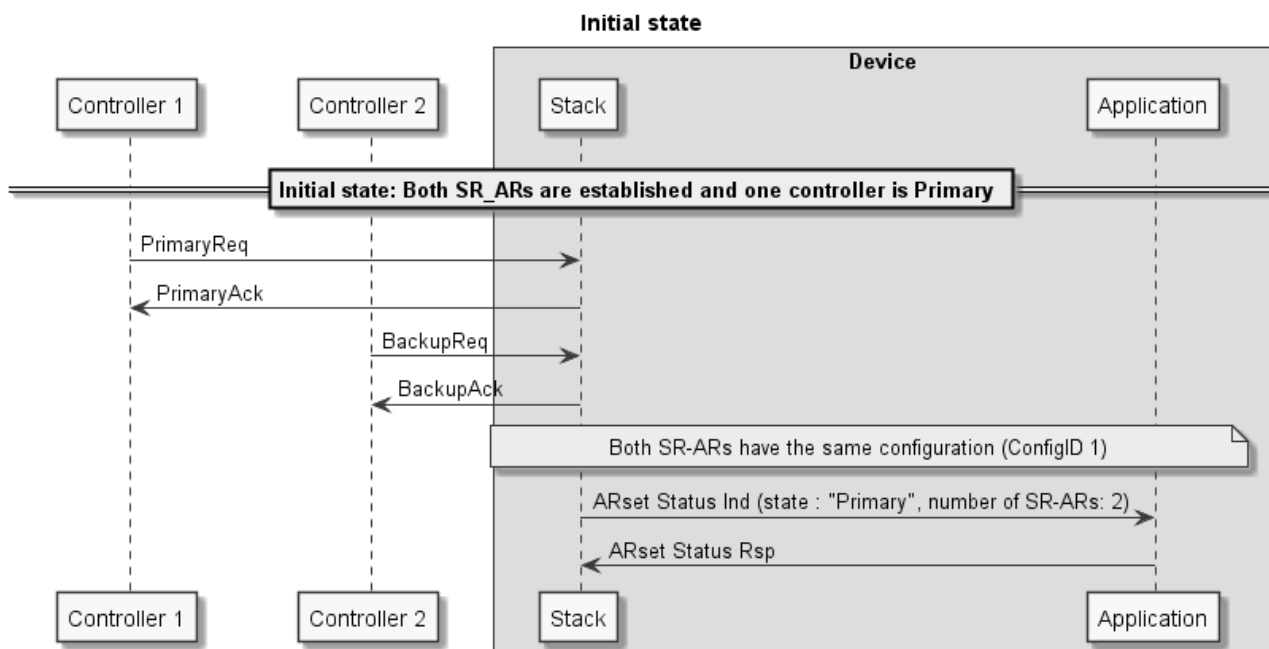 Initial state
Device
Controller 1
Controller 2
Stack
Application
Initial state: Both SR_ARs are established and one controller is Primary
PrimaryReq
PrimaryAck
BackupReq
BackupAck
Both SR-ARs have the same configuration (ConfigID 1)
ARset Status Ind (state : "Primary", number of SR-ARs: 2)
ARset Status Rsp
Controller 1
Controller 2
Stack
Application